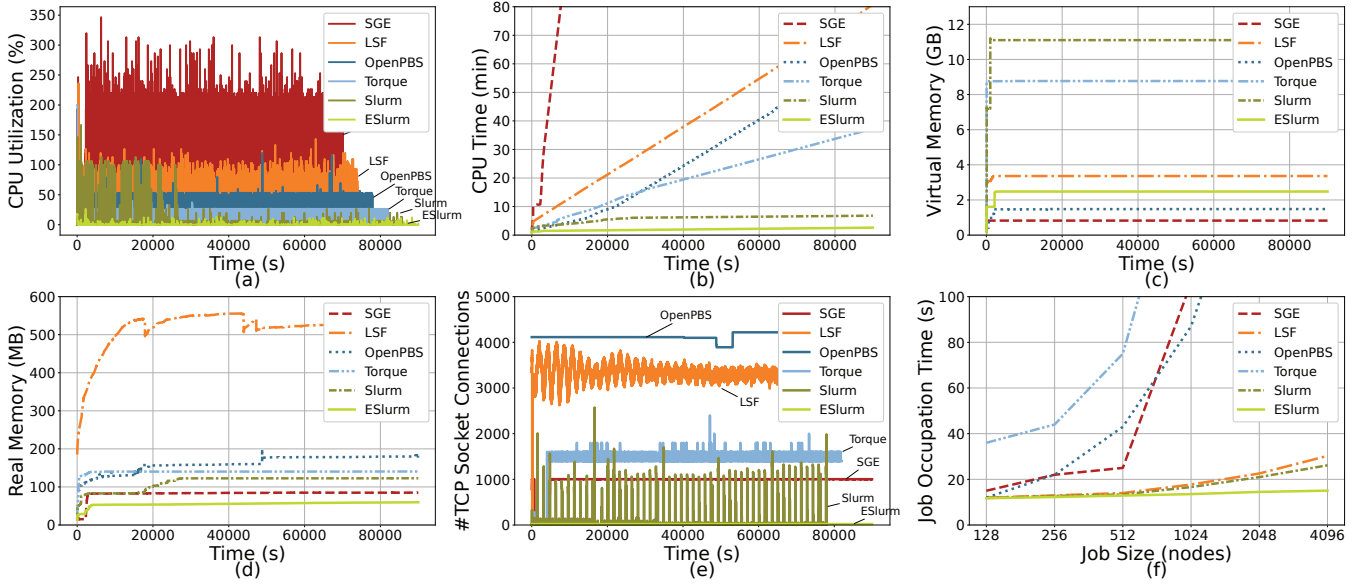 CPU Utilization (%)
350
300
250
200
150
100
50
0
0 20000 40000 60000 80000
Time (s)
(a)
SGE
LSF
OpenPBS
Torque
Slurm
ESlurm
LSF
OpenPBS
Torque
Slurm
ESlurm
CPU Time (min)
80
70
60
50
40
30
20
10
0
0 20000 40000 60000 80000
Time (s)
(b)
SGE
LSF
OpenPBS
Torque
Slurm
ESlurm
Virtual Memory (GB)
12
10
8
6
4
2
0
0 20000 40000 60000 80000
Time (s)
(c)
SGE
LSF
OpenPBS
Torque
Slurm
ESlurm
Real Memory (MB)
600
500
400
300
200
100
0
0 20000 40000 60000 80000
Time (s)
(d)
SGE
LSF
OpenPBS
Torque
Slurm
ESlurm
#TCP Socket Connections
5000
4000
3000
2000
1000
0
0 20000 40000 60000 80000
Time (s)
(e)
SGE
LSF
OpenPBS
Torque
Slurm
ESlurm
OpenPBS
LSF
Torque
SGE
Slurm
ESlurm
Job Occupation Time (s)
100
80
60
40
20
0
128 256 512 1024 2048 4096
Job Size (nodes)
(f)
SGE
LSF
OpenPBS
Torque
Slurm
ESlurm